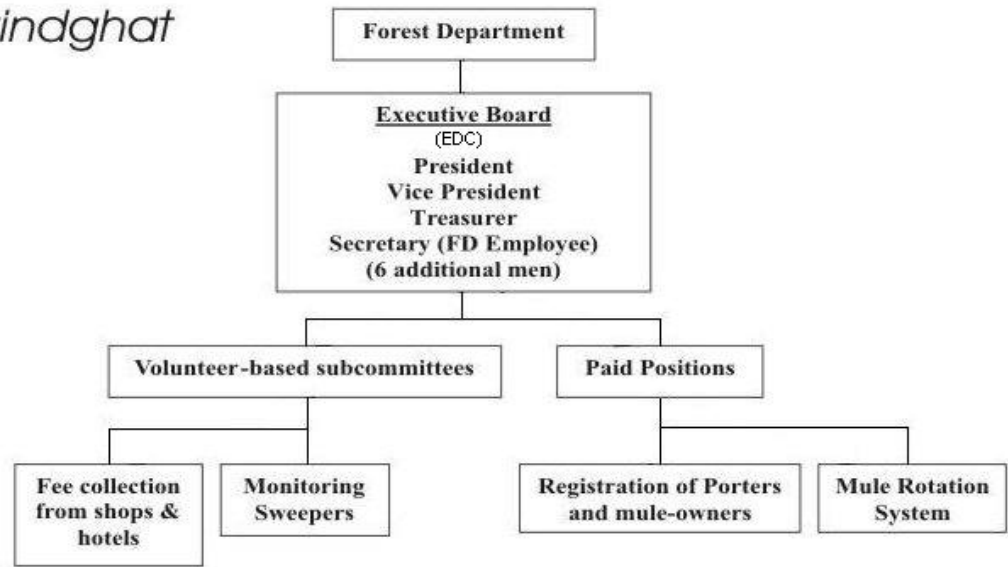 indghat
Forest Department
Executive Board
(EDC)
President
Vice President
Treasurer
Secretary (FD Employee)
(6 additional men)
Volunteer-based subcommittees
Paid Positions
Fee collection
from shops &
hotels
Monitoring
Sweepers
Registration of Porters
and mule-owners
Mule Rotation
System